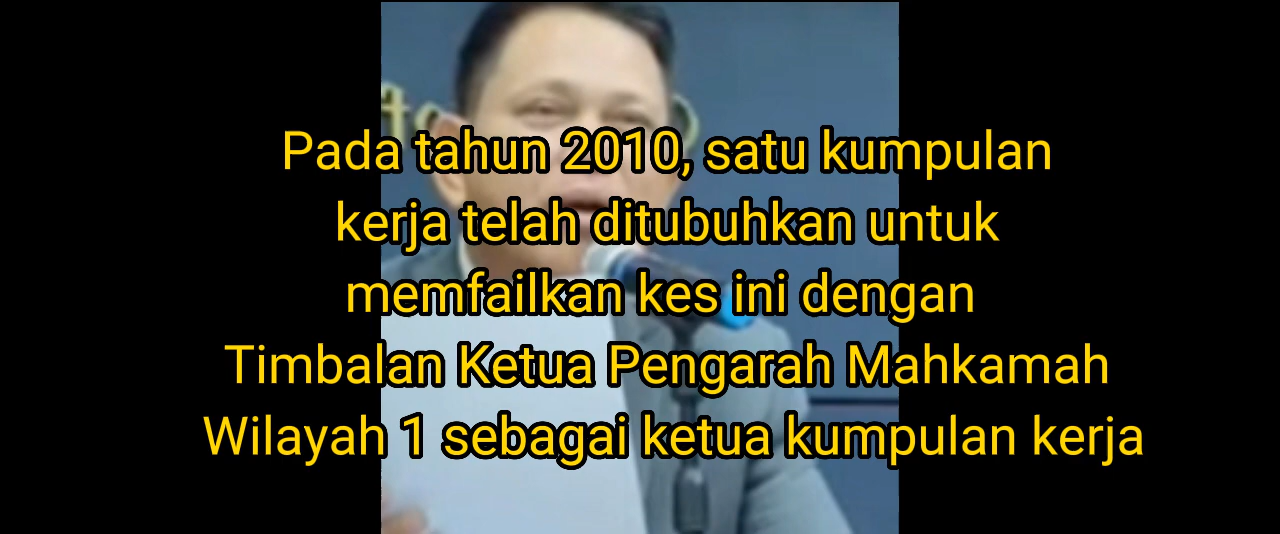 Pada tahun 2010, satu kumpulan
kerja telah ditubuhkan untuk
memfailkan kes ini dengan
Timbalan Ketua Pengarah Mahkamah
Wilayah 1 sebagai ketua kumpulan kerja